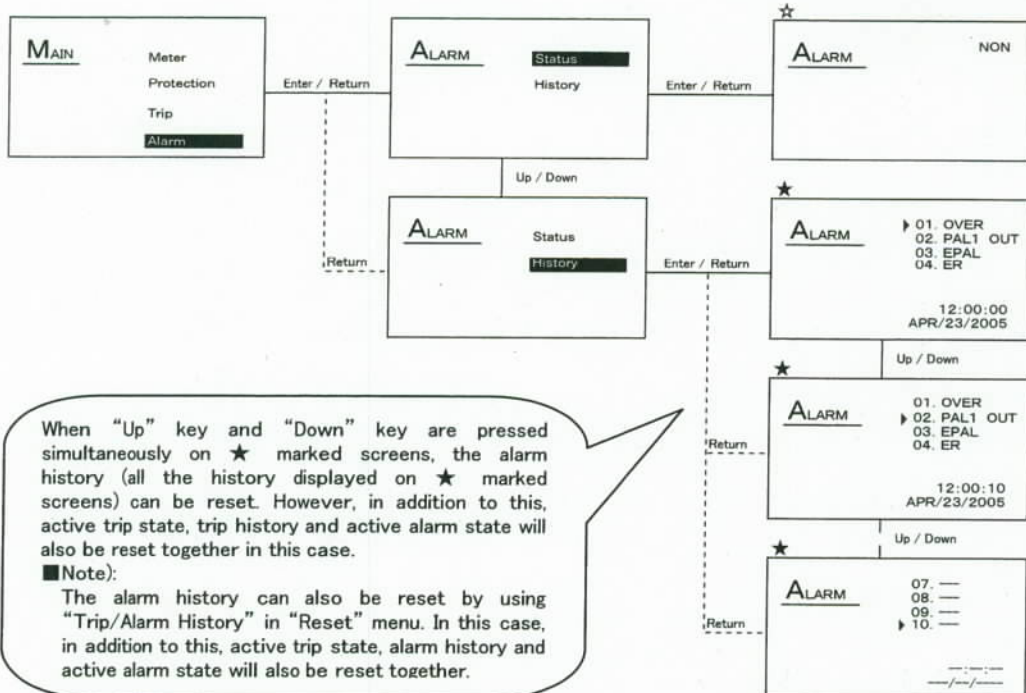 ☆
MAIN
Meter
Protection
Trip
Alarm
Enter / Return
ALARM
Status
History
Enter / Return
ALARM
NON
Up / Down
Return
ALARM
Status
History
Enter / Return
★
ALARM
01. OVER
02. PAL1 OUT
03. EPAL
04. ER
12:00:00
APR/23/2005
Up / Down
Return
★
ALARM
01. OVER
02. PAL1 OUT
03. EPAL
04. ER
12:00:10
APR/23/2005
Up / Down
Return
★
ALARM
07. —
08. —
09. —
10. —
—:—:—
—/—/—
When “Up” key and “Down” key are pressed
simultaneously on ★ marked screens, the alarm
history (all the history displayed on ★ marked
screens) can be reset. However, in addition to this,
active trip state, trip history and active alarm state will
also be reset together in this case.
■Note):
The alarm history can also be reset by using
“Trip/Alarm History” in “Reset” menu. In this case,
in addition to this, active trip state, alarm history and
active alarm state will also be reset together.